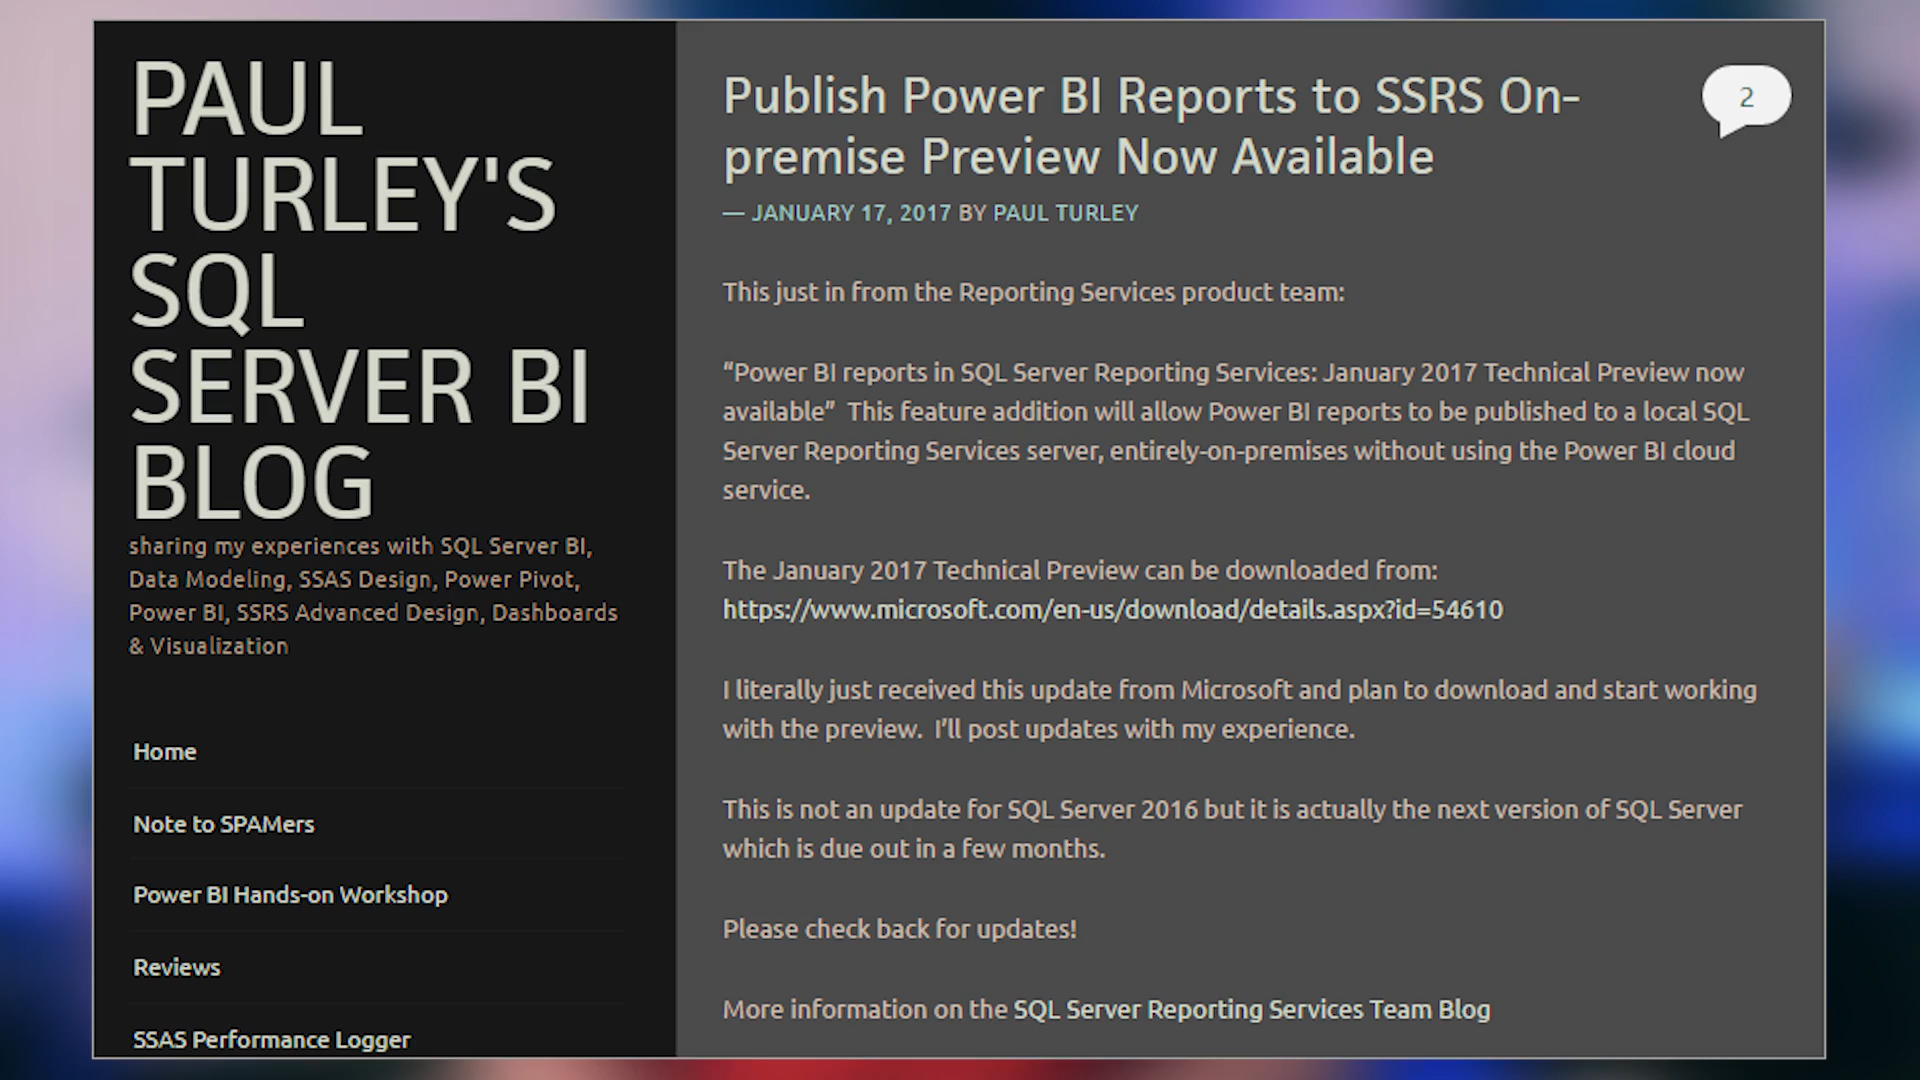 PAUL
TURLEY'S
SQL
SERVER BI
BLOG
sharing my experiences with SQL Server BI,
Data Modeling, SSAS Design, Power Pivot,
Power BI, SSRS Advanced Design, Dashboards
& Visualization
Home
Note to SPAMers
Power BI Hands-on Workshop
Reviews
SSAS Performance Logger
Publish Power BI Reports to SSRS On-
premise Preview Now Available
2
— JANUARY 17, 2017 BY PAUL TURLEY
This just in from the Reporting Services product team:
“Power BI reports in SQL Server Reporting Services: January 2017 Technical Preview now
available”  This feature addition will allow Power BI reports to be published to a local SQL
Server Reporting Services server, entirely-on-premises without using the Power BI cloud
service.
The January 2017 Technical Preview can be downloaded from:
https://www.microsoft.com/en-us/download/details.aspx?id=54610
I literally just received this update from Microsoft and plan to download and start working
with the preview.  I’ll post updates with my experience.
This is not an update for SQL Server 2016 but it is actually the next version of SQL Server
which is due out in a few months.
Please check back for updates!
More information on the SQL Server Reporting Services Team Blog